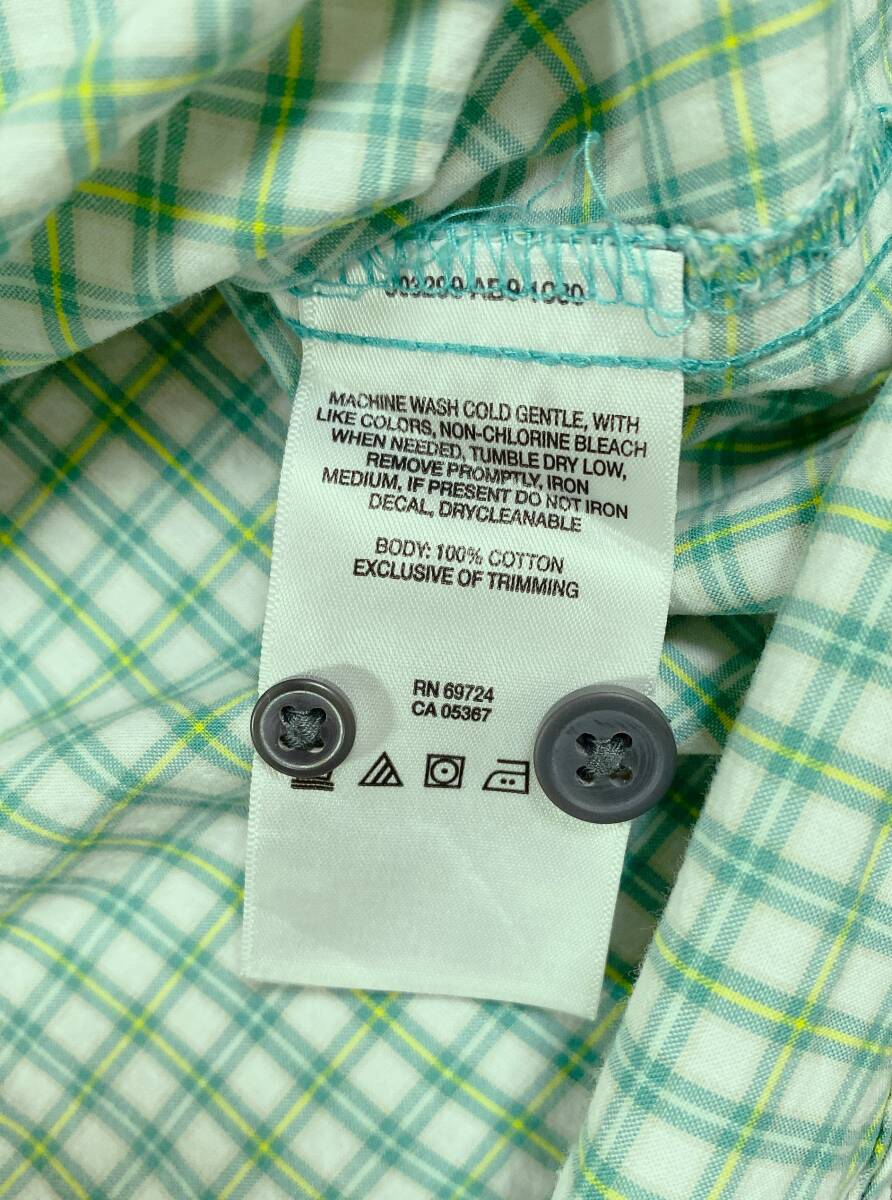 MACHINE WASH COLD GENTLE, WITH
LIKE COLORS, NON-CHLORINE BLEACH
WHEN NEEDED, TUMBLE DRY LOW,
REMOVE PROMPTLY, IRON
MEDIUM, IF PRESENT DO NOT IRON
DECAL, DRYCLEANABLE
BODY: 100% COTTON
EXCLUSIVE OF TRIMMING
RN 69724
CA 05367